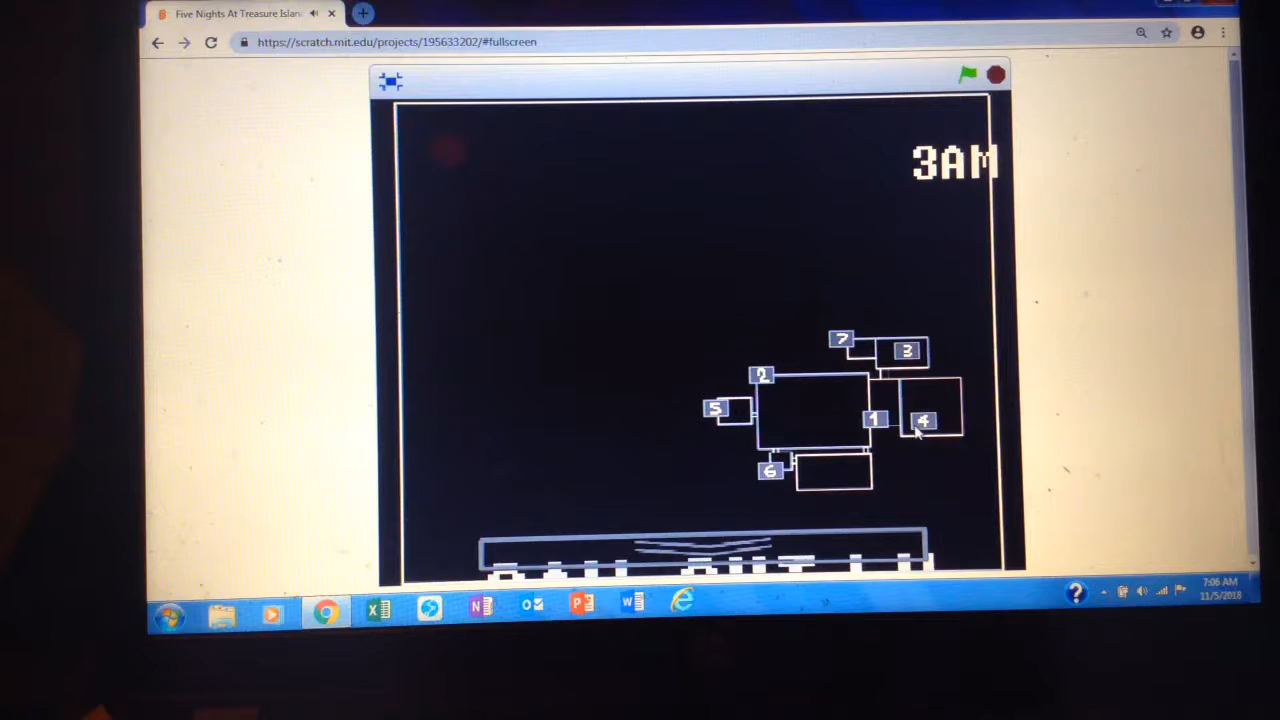 Five Nights At Treasure Islan
https://scratch.mit.edu/projects/195633202/#fullscreen
3AM
7
3
2
5
1
4
6
7:06 AM
11/5/2018